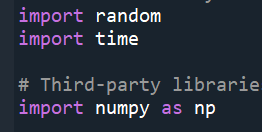 import random
import time
# Third-party librarie
import numpy as np